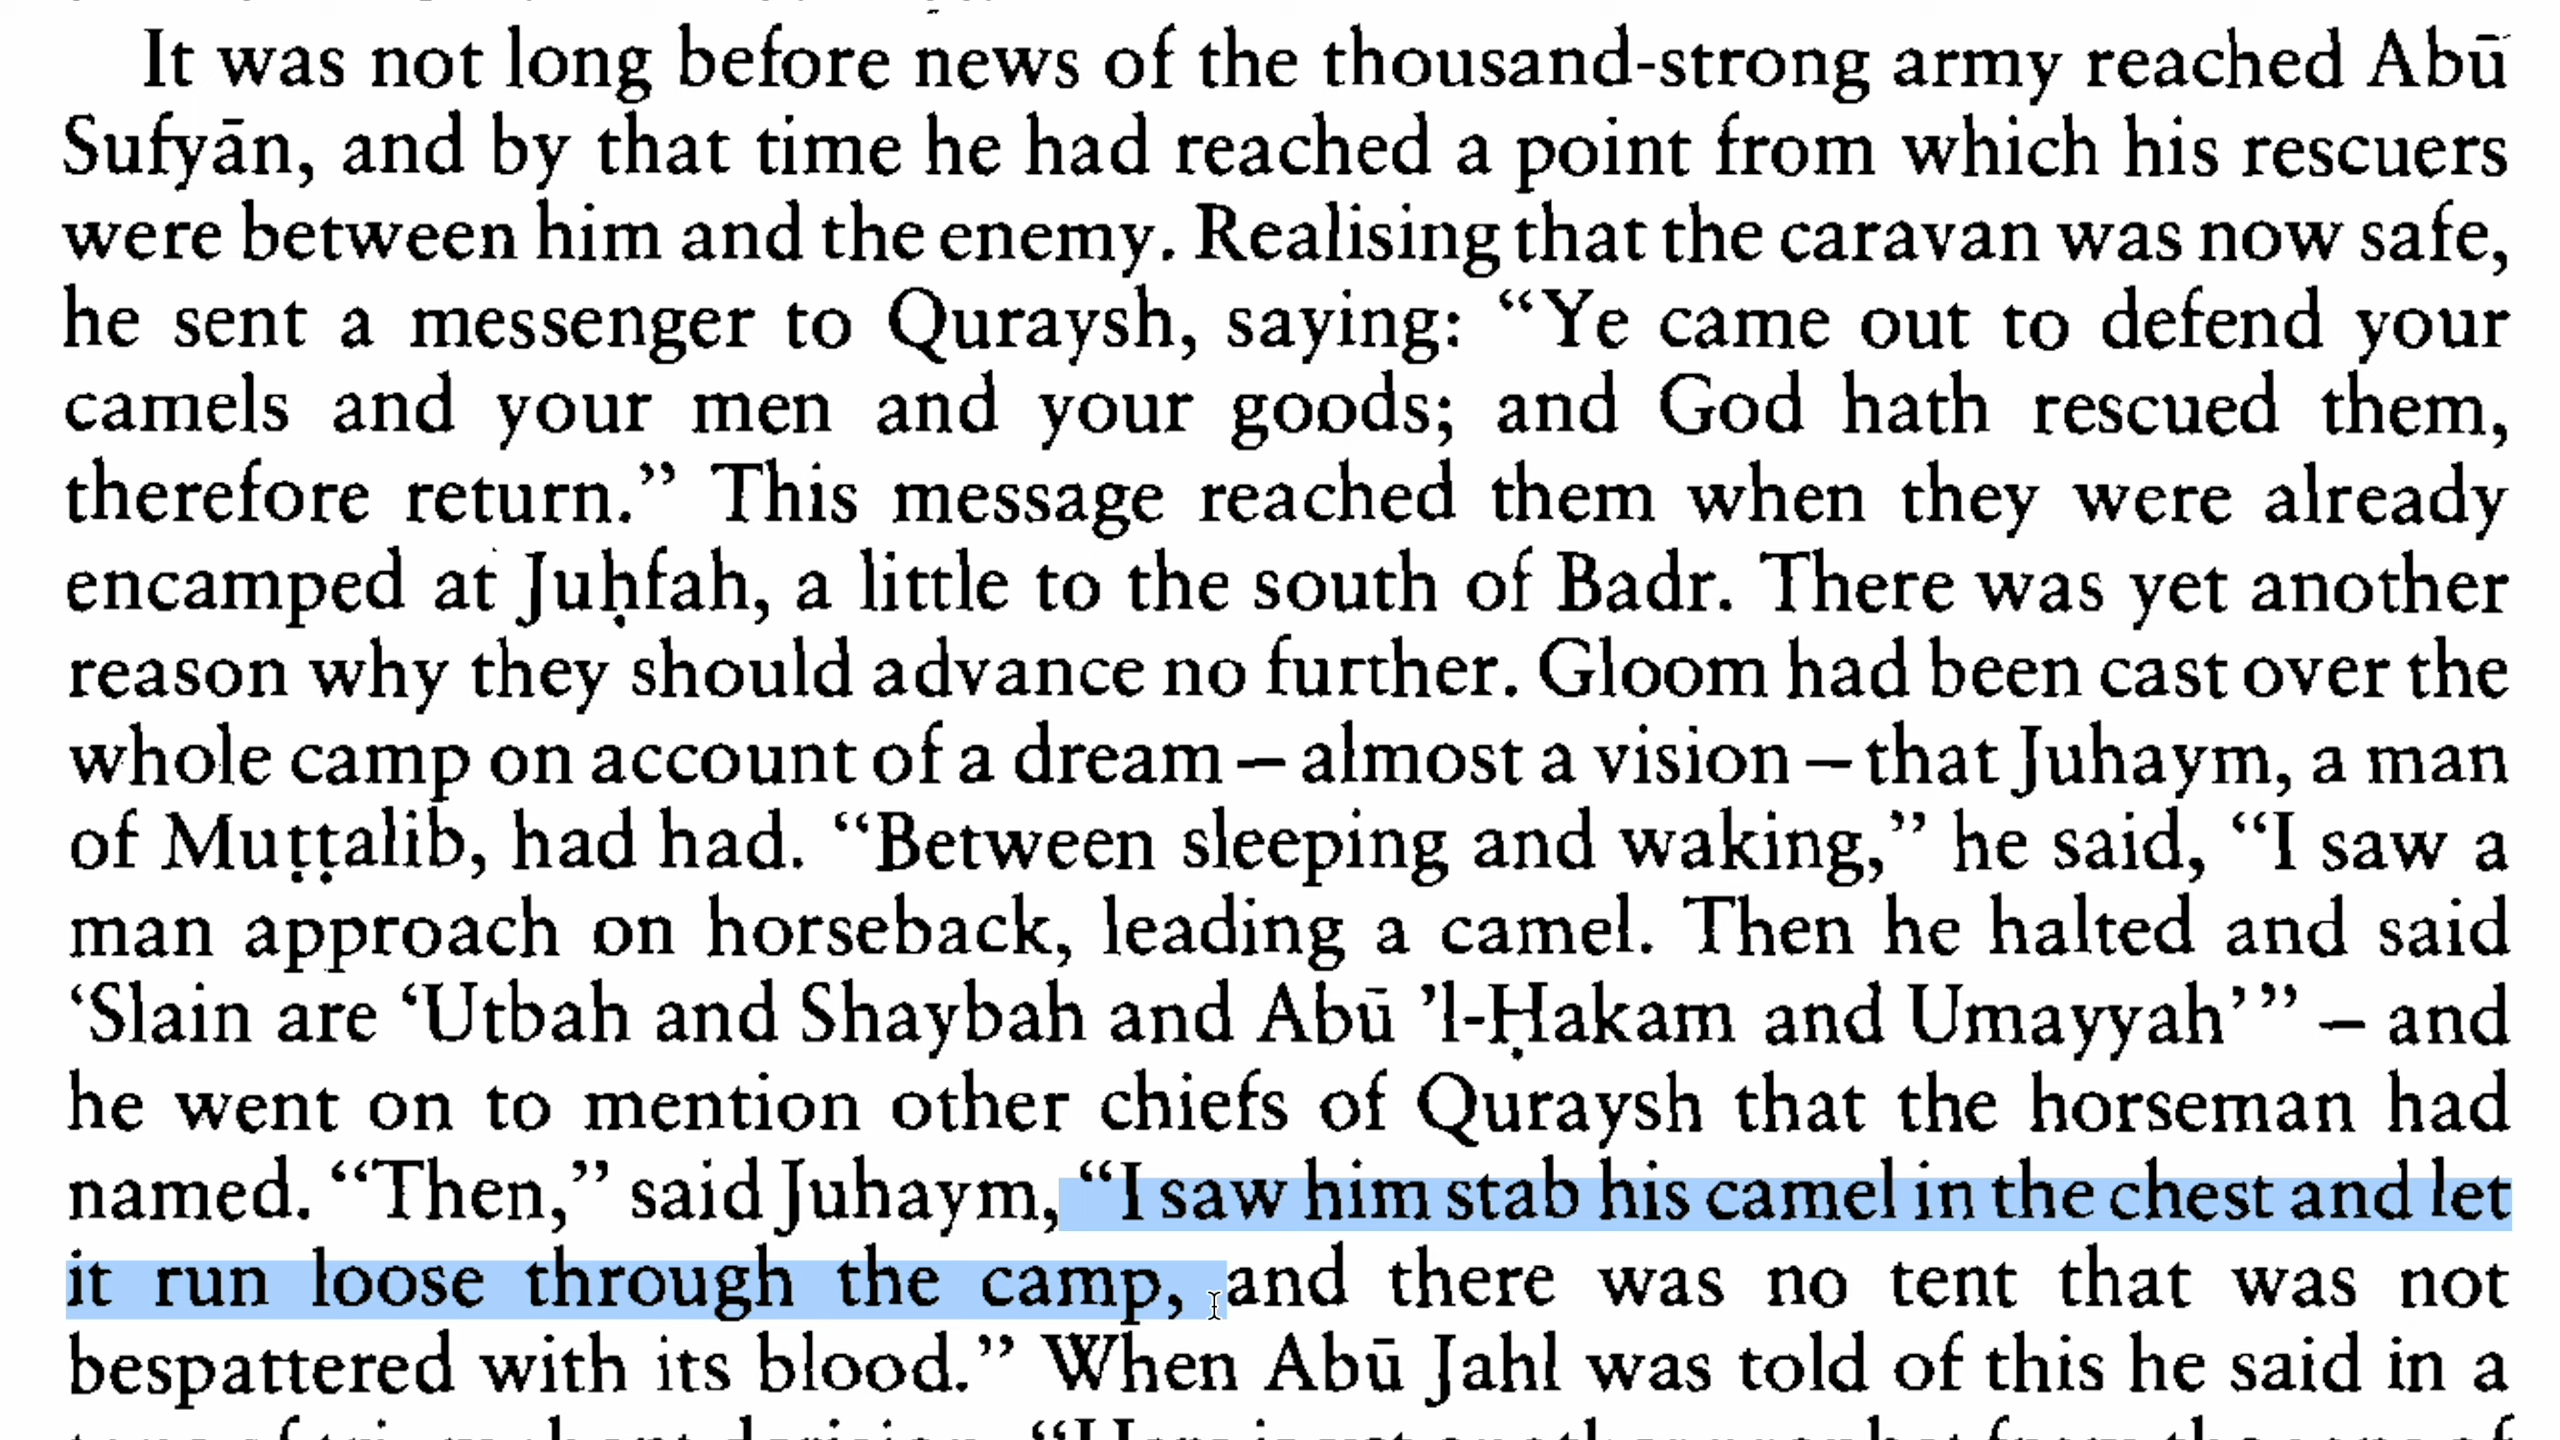 It was not long before news of the thousand-strong army reached Abū
Sufyān, and by that time he had reached a point from which his rescuers
were between him and the enemy. Realising that the caravan was now safe,
he sent a messenger to Quraysh, saying: “Ye came out to defend your
camels and your men and your goods; and God hath rescued them,
therefore return.” This message reached them when they were already
encamped at Juḥfah, a little to the south of Badr. There was yet another
reason why they should advance no further. Gloom had been cast over the
whole camp on account of a dream – almost a vision – that Juhaym, a man
of Muṭṭalib, had had. “Between sleeping and waking,” he said, “I saw a
man approach on horseback, leading a camel. Then he halted and said
‘Slain are ‘Utbah and Shaybah and Abū ’l-Ḥakam and Umayyah’” – and
he went on to mention other chiefs of Quraysh that the horseman had
named. “Then,” said Juhaym, “I saw him stab his camel in the chest and let
it run loose through the camp, and there was no tent that was not
bespattered with its blood.” When Abū Jahl was told of this he said in a